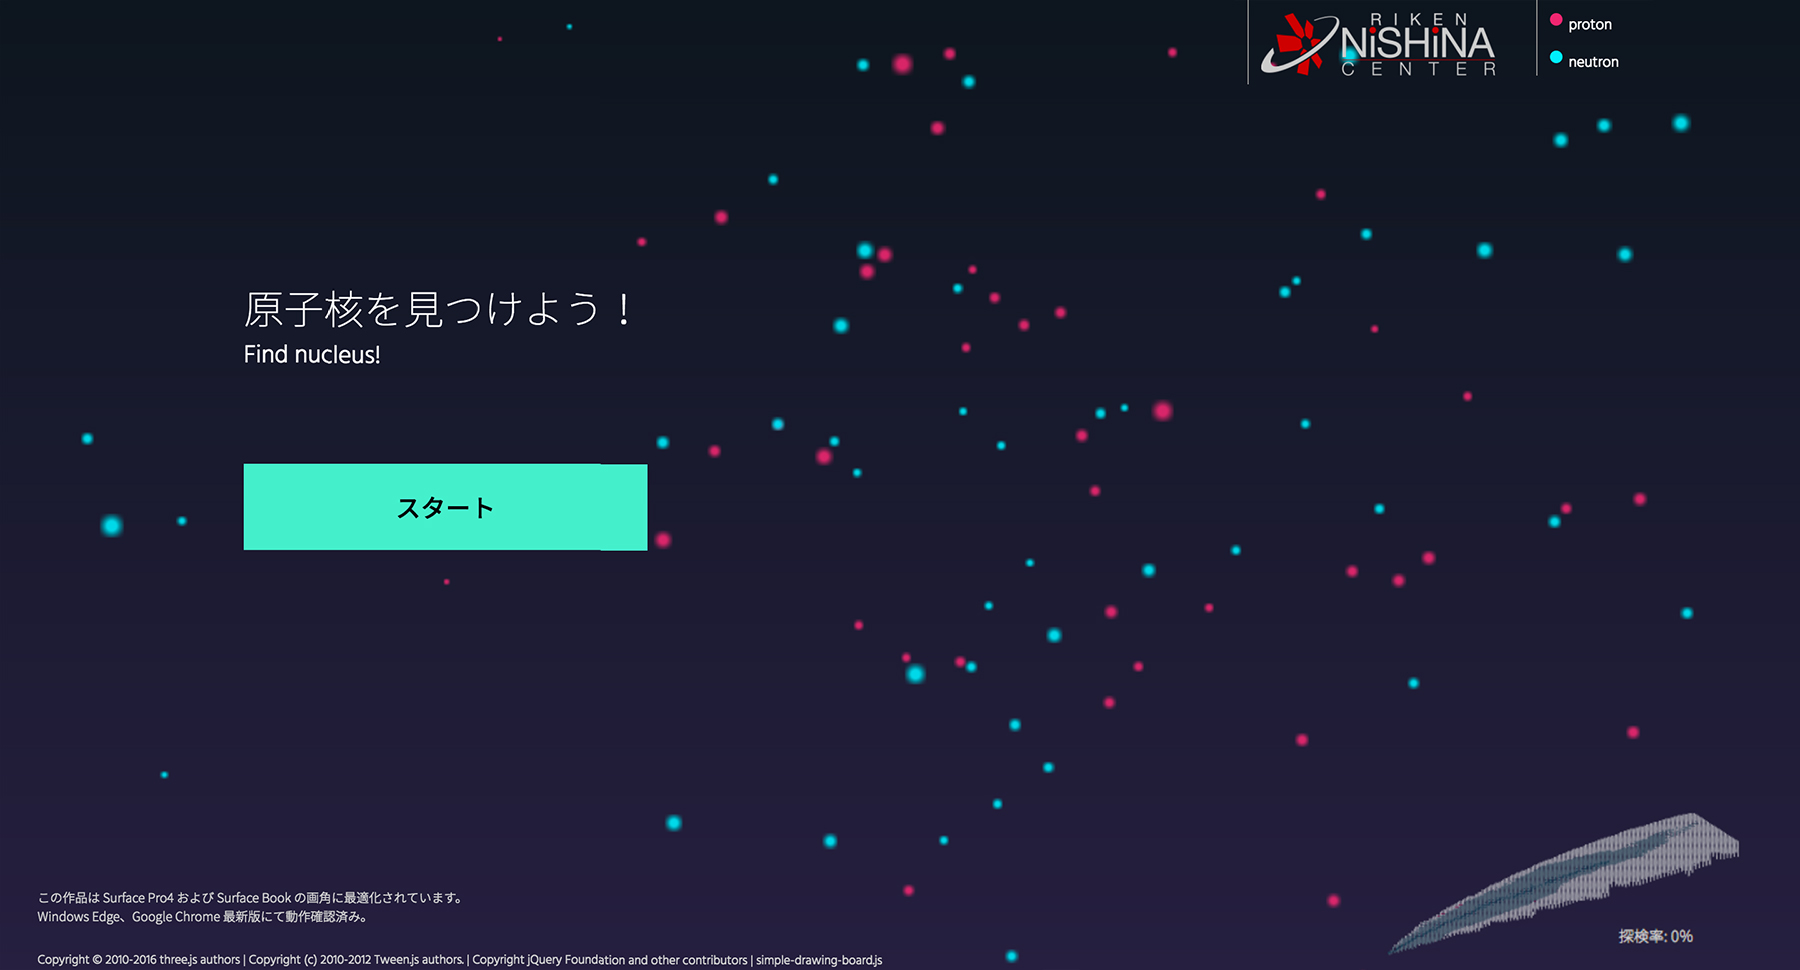 RIKEN
NiSHiNA
CENTER
proton
neutron
原子核を見つけよう！
Find nucleus!
スタート
この作品は Surface Pro4 および Surface Book の画角に最適化されています。
Windows Edge、Google Chrome 最新版にて動作確認済み。
探検率: 0%
Copyright © 2010-2016 three.js authors | Copyright (c) 2010-2012 Tween.js authors. | Copyright jQuery Foundation and other contributors | simple-drawing-board.js